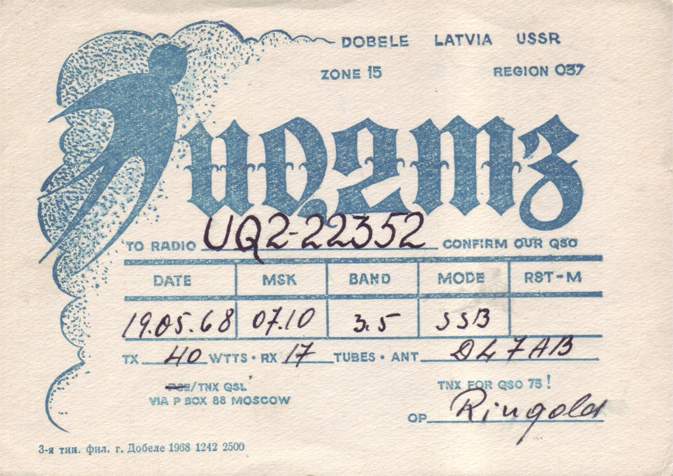 DOBELE LATVIA USSR
ZONE 15 REGION 037
UQ2MZ
TO RADIO UQ2-22352 CONFIRM OUR QSO
DATE MSK BAND MODE RST-M
19.05.68 07.10 3.5 SSB
TX 40 WTTS · RX 17 TUBES · ANT DL7AB
PSE/TNX QSL TNX FOR QSO 73!
VIA P BOX 88 MOSCOW
OP Ringold
3-я тип. фил. г. Добеле 1968 1242 2500